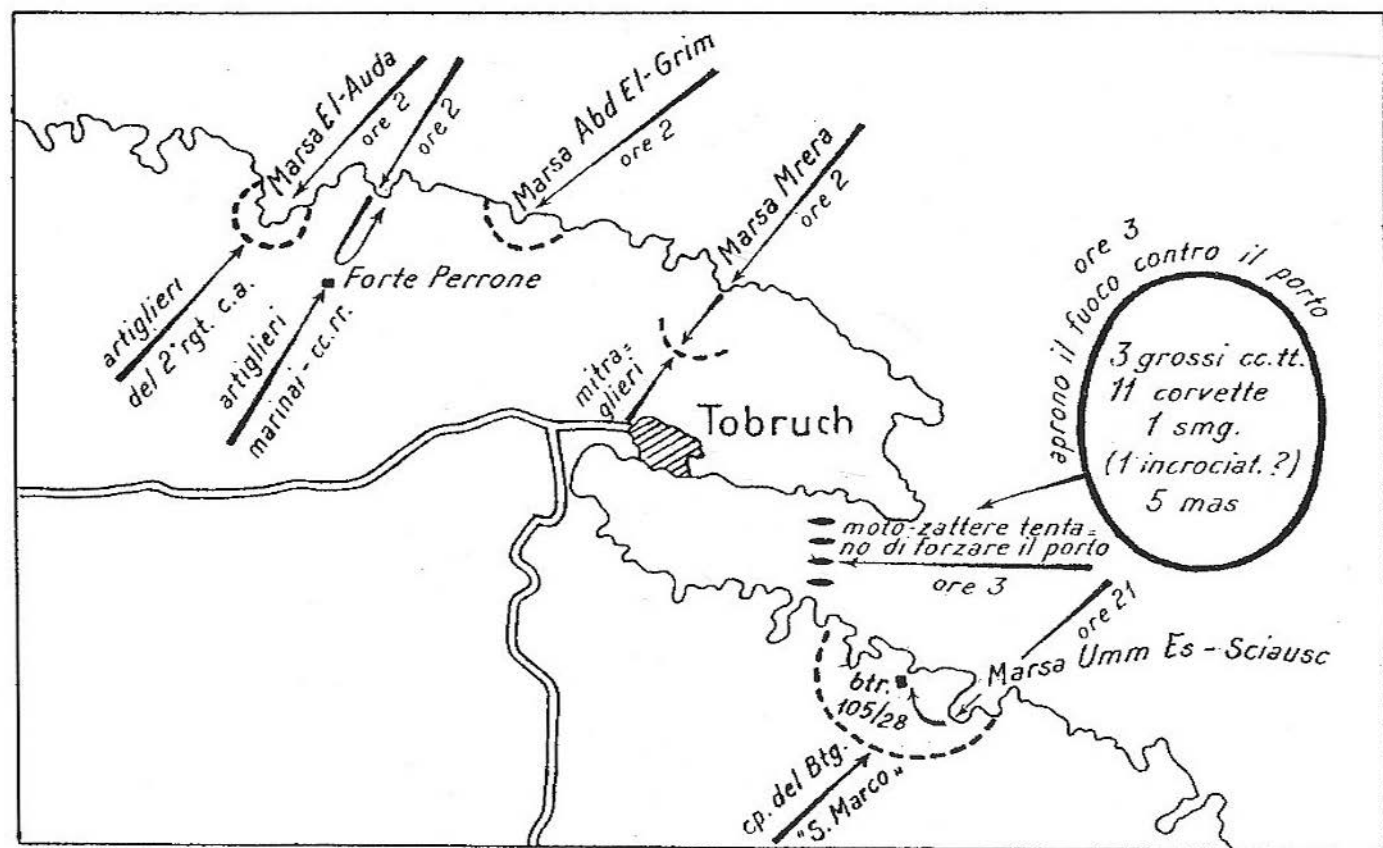 Marsa El-Auda
ore 2
ore 2
Marsa Abd El-Grim
ore 2
Marsa Mrera
ore 2
artiglieri
del 2° rgt. c.a.
Forte Perrone
artiglieri
marinai - cc.rr.
mitra=
glieri
Tobruch
ore 3
aprono il fuoco contro il porto
3 grossi cc.tt.
11 corvette
1 smg.
(1 incrociat. ?)
5 mas
moto-zattere tenta=
no di forzare il porto
ore 3
ore 21
Marsa Umm Es-Sciausc
btr.
105/28
cp. del Btg.
"S. Marco"